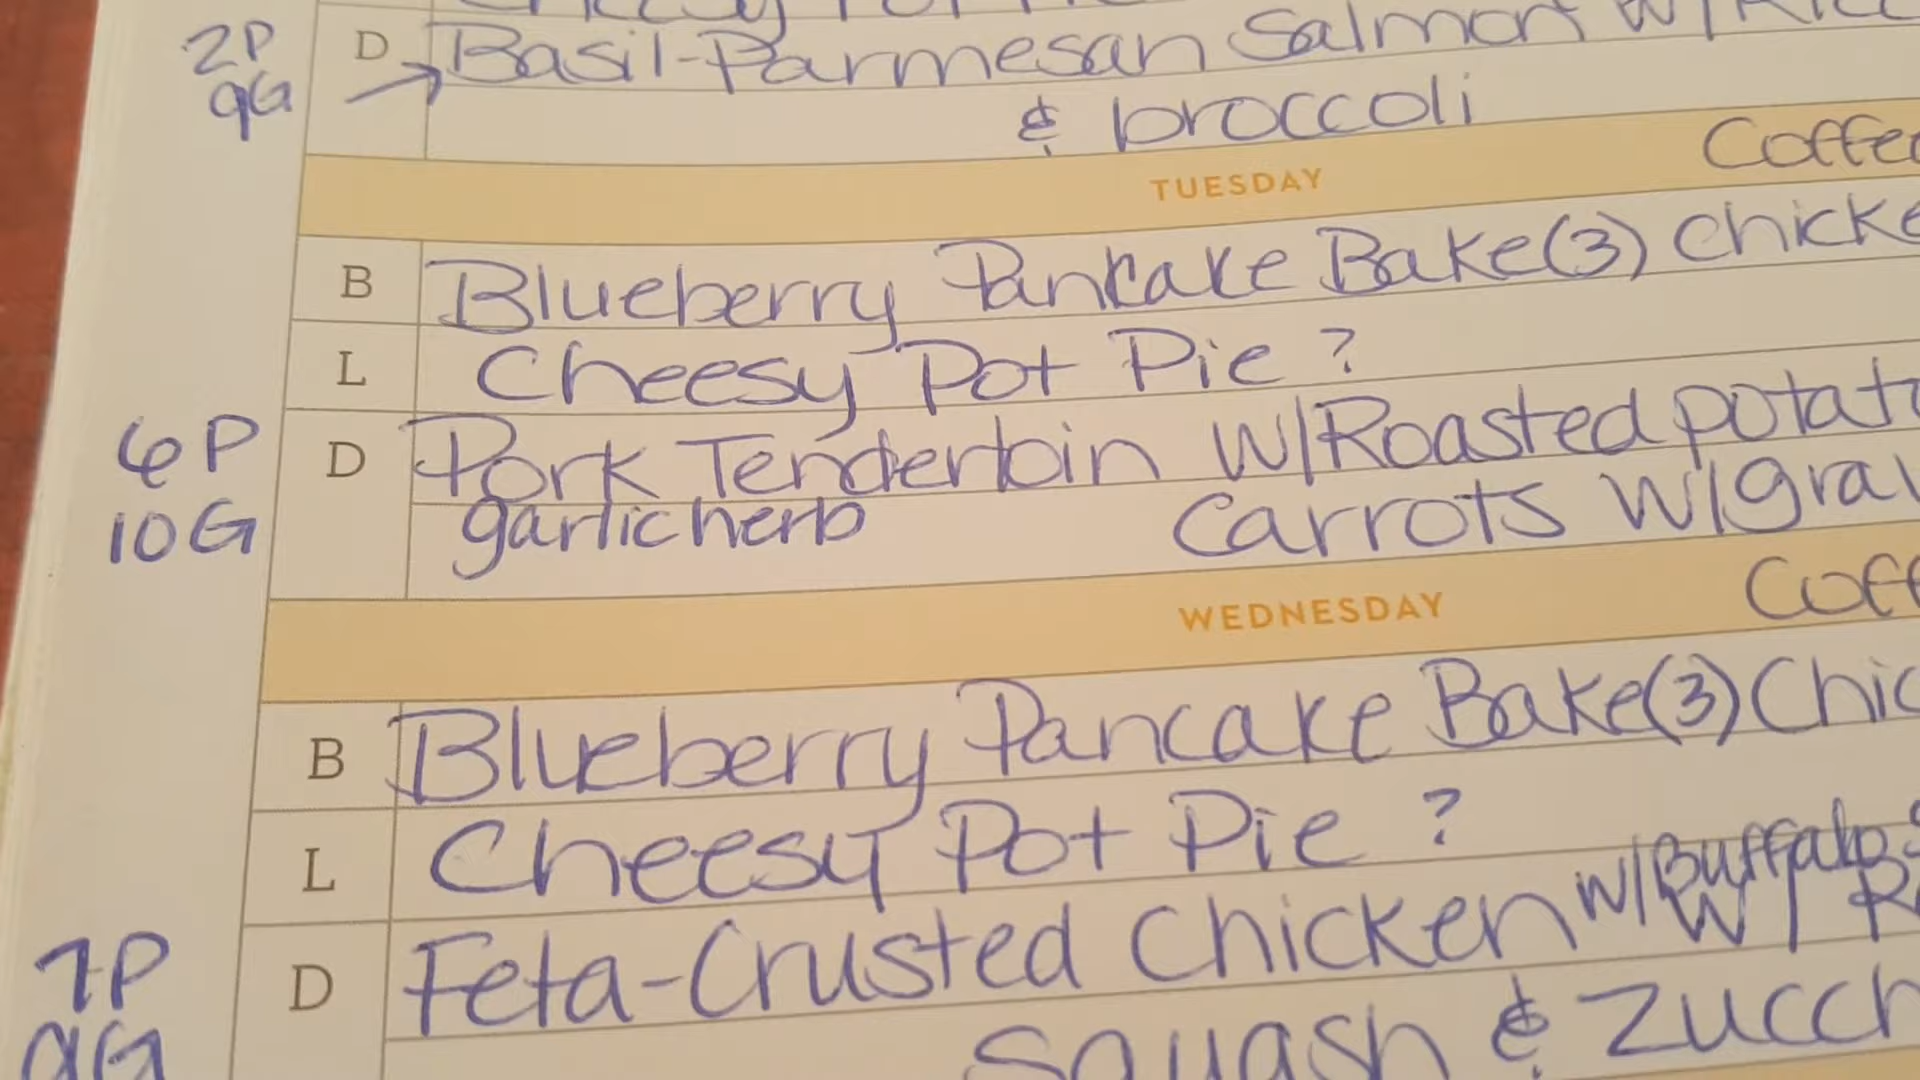 2P D Basil-Parmesan Salmon W/
9G & broccoli
TUESDAY
B Blueberry Pancake Bake(3)
L Cheesy Pot Pie ?
6P D Pork Tenderloin W/Roasted
10G garlic herb Carrots W/
WEDNESDAY
B Blueberry Pancake Bake(3)
L Cheesy Pot Pie ?
W/Buffalo
7P D Feta-Crusted Chicken W/
9G Squash &